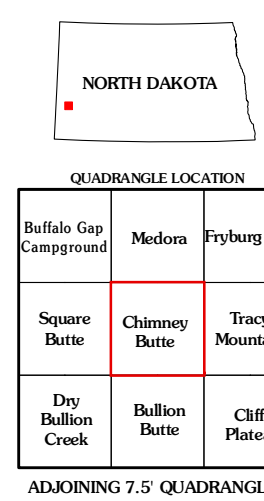 NORTH DAKOTA
QUADRANGLE LOCATION
Buffalo Gap
Campground
Medora
Fryburg
Square
Butte
Chimney
Butte
Tracy
Mounta
Dry
Bullion
Creek
Bullion
Butte
Cliff
Platea
ADJOINING 7.5' QUADRANGL